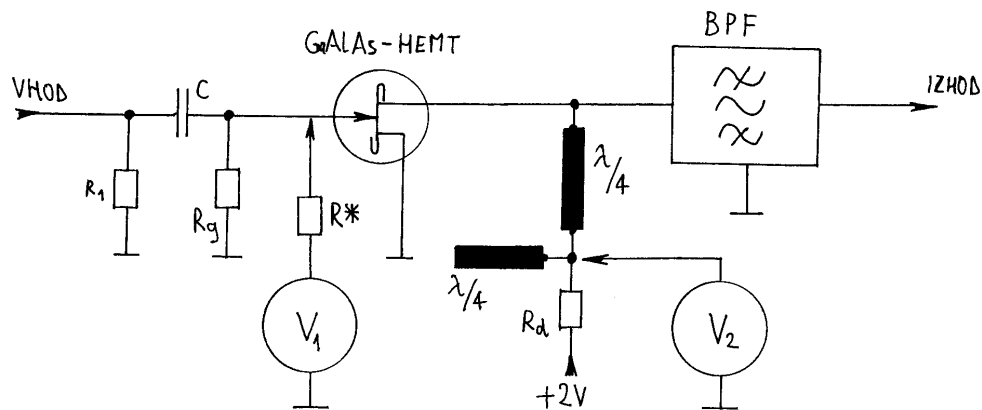 BPF
GaAlAs-HEMT
VHOD
C
IZHOD
λ/4
R1
Rg
R*
λ/4
Rd
V1
V2
+2V